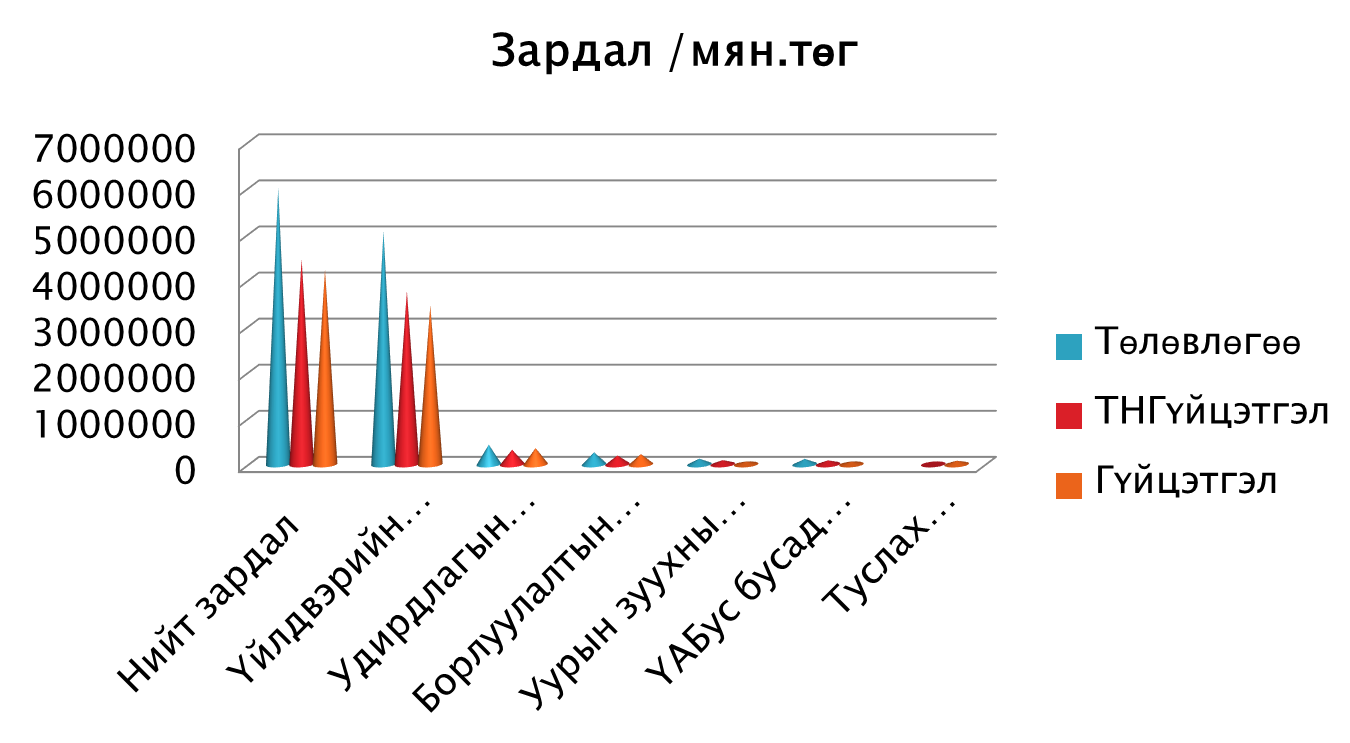 Зардал /мян.төг
7000000
6000000
5000000
4000000
3000000
2000000
1000000
0
Нийт зардал
Үйлдвэрийн...
Удирдлагын...
Борлуулалтын...
Уурын зуухны...
ҮАБус бусад...
Туслах...
Төлөвлөгөө
ТНГүйцэтгэл
Гүйцэтгэл